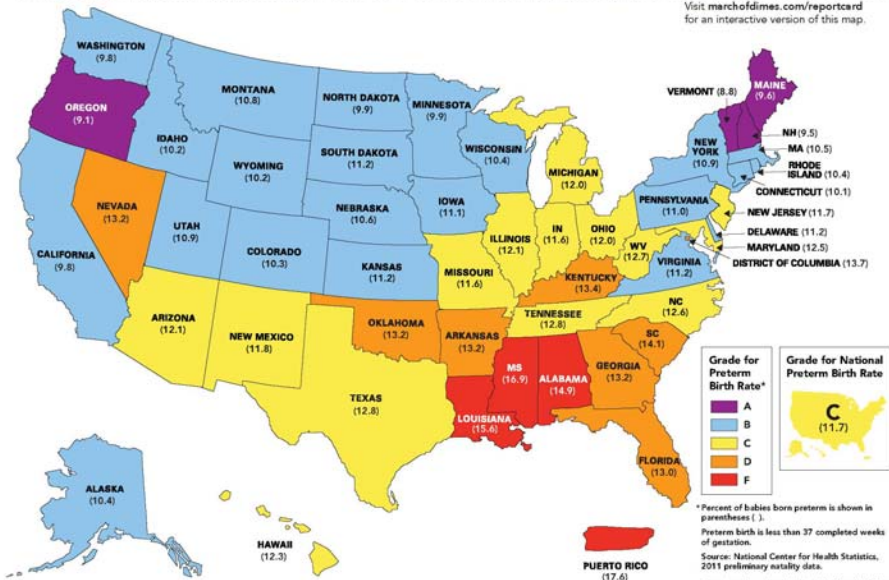 Visit marchofdimes.com/reportcard
for an interactive version of this map.
WASHINGTON
(9.8)
OREGON
(9.1)
MONTANA
(10.8)
IDAHO
(10.2)
WYOMING
(10.2)
NORTH DAKOTA
(9.9)
SOUTH DAKOTA
(11.2)
MINNESOTA
(9.9)
WISCONSIN
(10.4)
NEBRASKA
(10.6)
IOWA
(11.1)
NEVADA
(13.2)
UTAH
(10.9)
CALIFORNIA
(9.8)
COLORADO
(10.3)
KANSAS
(11.2)
ARIZONA
(12.1)
NEW MEXICO
(11.8)
OKLAHOMA
(13.2)
TEXAS
(12.8)
MISSOURI
(11.6)
ARKANSAS
(13.2)
LOUISIANA
(15.6)
MS
(16.9)
ALABAMA
(14.9)
TENNESSEE
(12.8)
KENTUCKY
(13.4)
ILLINOIS
(12.1)
IN
(11.6)
OHIO
(12.0)
MICHIGAN
(12.0)
WV
(12.7)
VIRGINIA
(11.2)
NC
(12.6)
SC
(14.1)
GEORGIA
(13.2)
FLORIDA
(13.0)
PENNSYLVANIA
(11.0)
NEW
YORK
(10.9)
VERMONT (8.8)
MAINE
(9.6)
NH (9.5)
MA (10.5)
RHODE
ISLAND (10.4)
CONNECTICUT (10.1)
NEW JERSEY (11.7)
DELAWARE (11.2)
MARYLAND (12.5)
DISTRICT OF COLUMBIA (13.7)
ALASKA
(10.4)
HAWAII
(12.3)
PUERTO RICO
(17.6)
Grade for
Preterm
Birth Rate*
A
B
C
D
F
Grade for National
Preterm Birth Rate
C
(11.7)
* Percent of babies born preterm is shown in
parentheses ( ).
Preterm birth is less than 37 completed weeks
of gestation.
Source: National Center for Health Statistics,
2011 preliminary natality data.